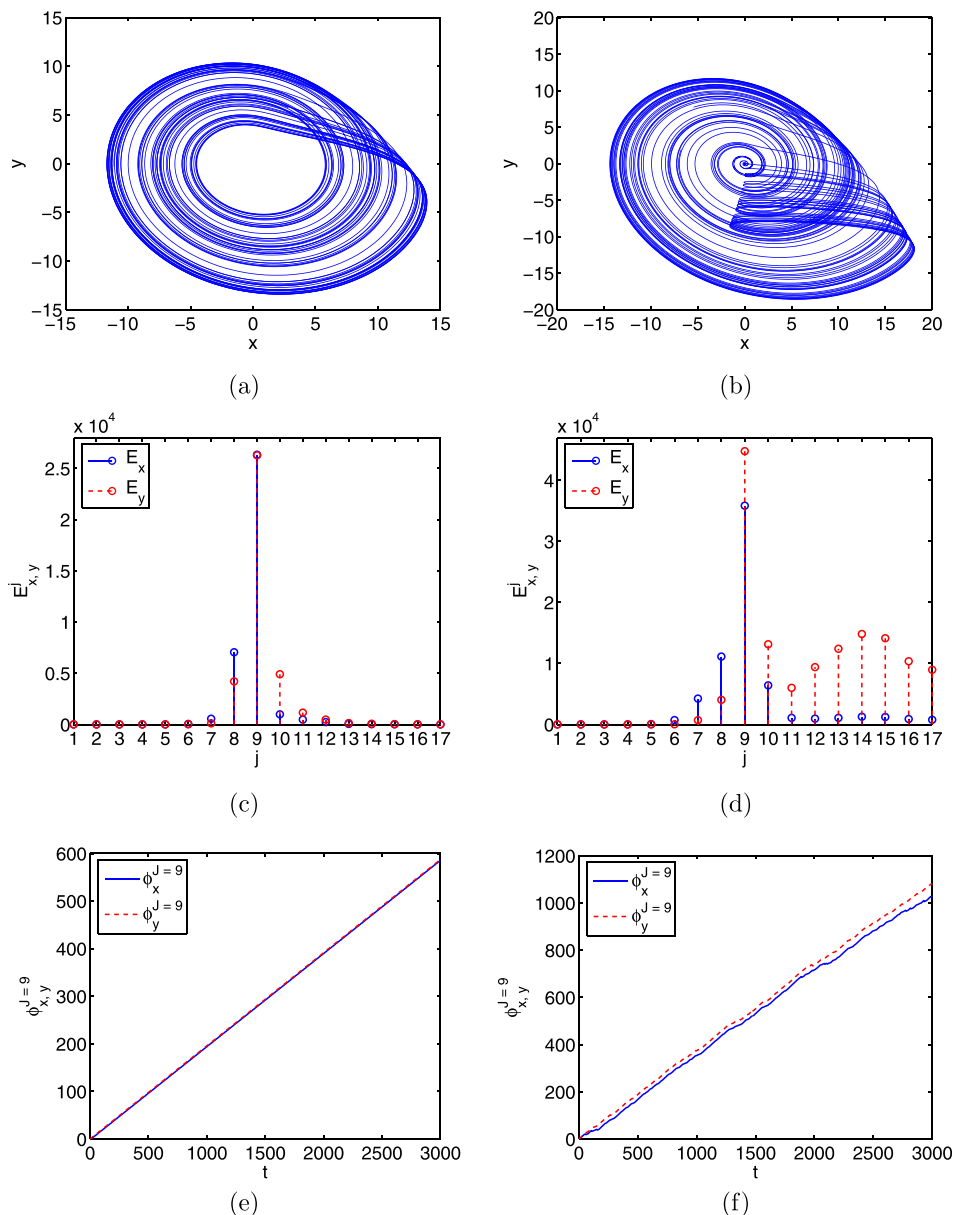 15
10
5
0
−5
−10
−15
−15 −10 −5 0 5 10 15
y
x
(a)
20
15
10
5
0
−5
−10
−15
−20
−20 −15 −10 −5 0 5 10 15 20
y
x
(b)
x 10^4
E_x
E_y
2.5
2
1.5
1
0.5
0
1 2 3 4 5 6 7 8 9 10 11 12 13 14 15 16 17
E^j_{x, y}
j
(c)
x 10^4
E_x
E_y
4
3
2
1
0
1 2 3 4 5 6 7 8 9 10 11 12 13 14 15 16 17
E^j_{x, y}
j
(d)
600
500
400
300
200
100
0
0 500 1000 1500 2000 2500 3000
ϕ_x^{J = 9}
ϕ_y^{J = 9}
ϕ_{x, y}^{J = 9}
t
(e)
1200
1000
800
600
400
200
0
0 500 1000 1500 2000 2500 3000
ϕ_x^{J = 9}
ϕ_y^{J = 9}
ϕ_{x, y}^{J = 9}
t
(f)